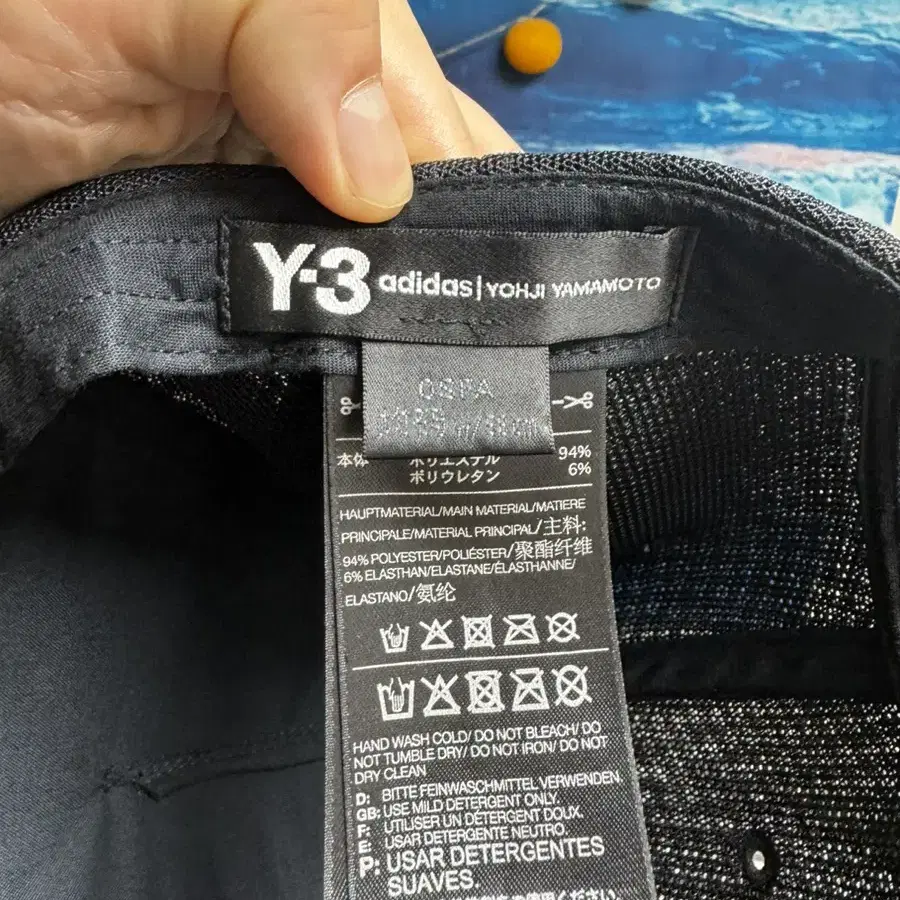 Y-3 adidas | YOHJI YAMAMOTO
OSFA
本体
ポリエステル 94%
ポリウレタン 6%
HAUPTMATERIAL/MAIN MATERIAL/MATIERE
PRINCIPALE/MATERIAL PRINCIPAL/主料:
94% POLYESTER/POLIÉSTER/聚酯纤维
6% ELASTHAN/ELASTANE/ÉLASTHANNE/
ELASTANO/氨纶
HAND WASH COLD/ DO NOT BLEACH/ DO
NOT TUMBLE DRY/ DO NOT IRON/ DO NOT
DRY CLEAN
D: BITTE FEINWASCHMITTEL VERWENDEN.
GB: USE MILD DETERGENT ONLY.
F: UTILISER UN DÉTERGENT DOUX.
E: USAR DETERGENTE NEUTRO.
P: USAR DETERGENTES
SUAVES.